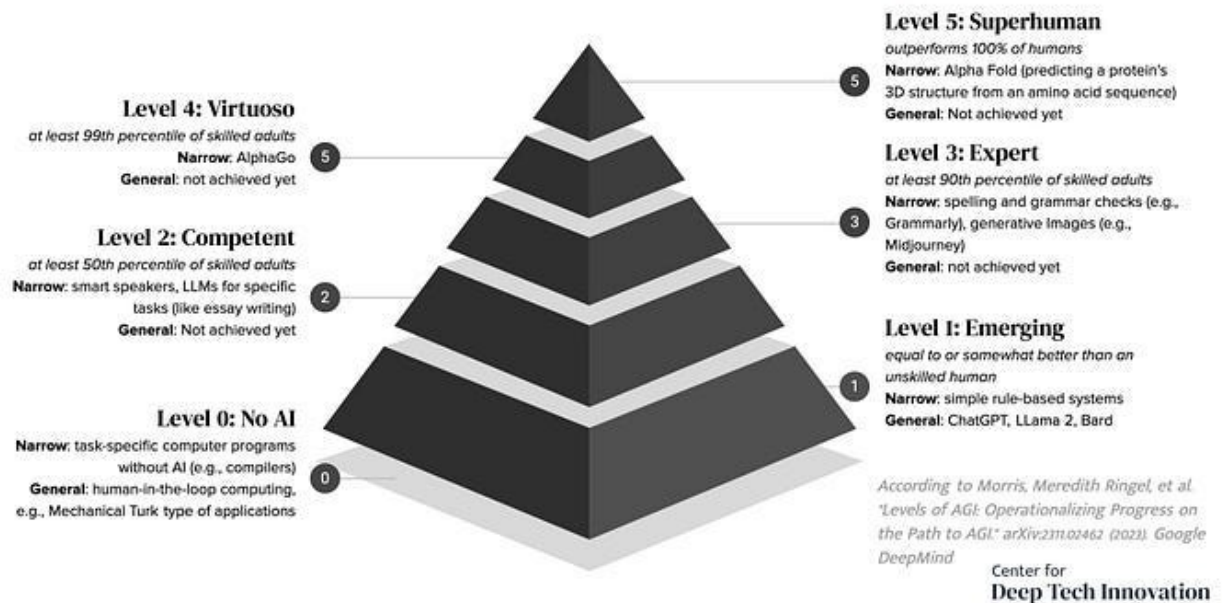 Level 5: Superhuman
outperforms 100% of humans
Narrow: Alpha Fold (predicting a protein's
3D structure from an amino acid sequence)
General: Not achieved yet
5
Level 4: Virtuoso
at least 99th percentile of skilled adults
Narrow: AlphaGo
General: not achieved yet
5
Level 3: Expert
at least 90th percentile of skilled adults
Narrow: spelling and grammar checks (e.g.,
Grammarly), generative Images (e.g.,
Midjourney)
General: not achieved yet
3
Level 2: Competent
at least 50th percentile of skilled adults
Narrow: smart speakers, LLMs for specific
tasks (like essay writing)
General: Not achieved yet
2
Level 1: Emerging
equal to or somewhat better than an
unskilled human
Narrow: simple rule-based systems
General: ChatGPT, LLama 2, Bard
1
Level 0: No AI
Narrow: task-specific computer programs
without AI (e.g., compilers)
General: human-in-the-loop computing,
e.g., Mechanical Turk type of applications
0
According to Morris, Meredith Ringel, et al.
"Levels of AGI: Operationalizing Progress on
the Path to AGI." arXiv:2311.02462 (2023). Google
DeepMind
Center for
Deep Tech Innovation